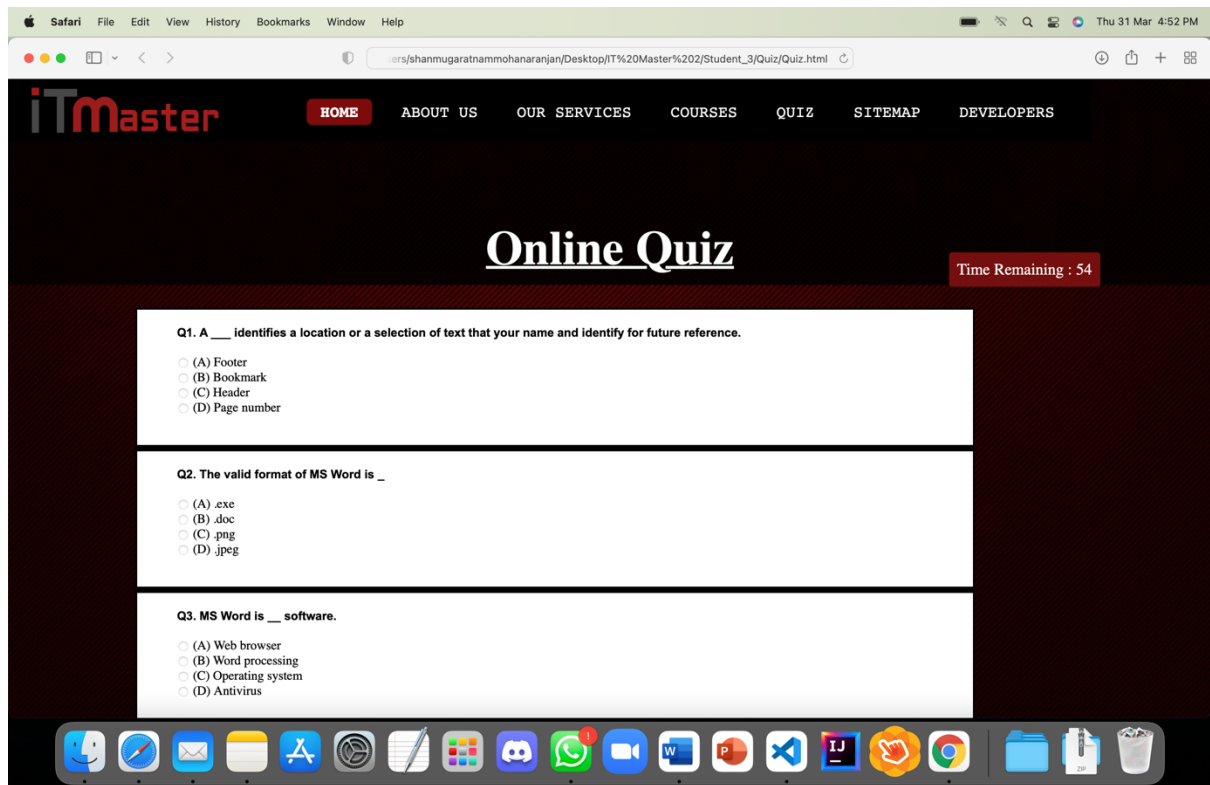 Safari File Edit View History Bookmarks Window Help Thu 31 Mar 4:52 PM
ers/shanmugaratnammohanaranjan/Desktop/IT%20Master%202/Student_3/Quiz/Quiz.html
iTMaster HOME ABOUT US OUR SERVICES COURSES QUIZ SITEMAP DEVELOPERS
Online Quiz
Time Remaining : 54
Q1. A ___ identifies a location or a selection of text that your name and identify for future reference.
(A) Footer
(B) Bookmark
(C) Header
(D) Page number
Q2. The valid format of MS Word is _
(A) .exe
(B) .doc
(C) .png
(D) .jpeg
Q3. MS Word is __ software.
(A) Web browser
(B) Word processing
(C) Operating system
(D) Antivirus
W P IJ ZIP